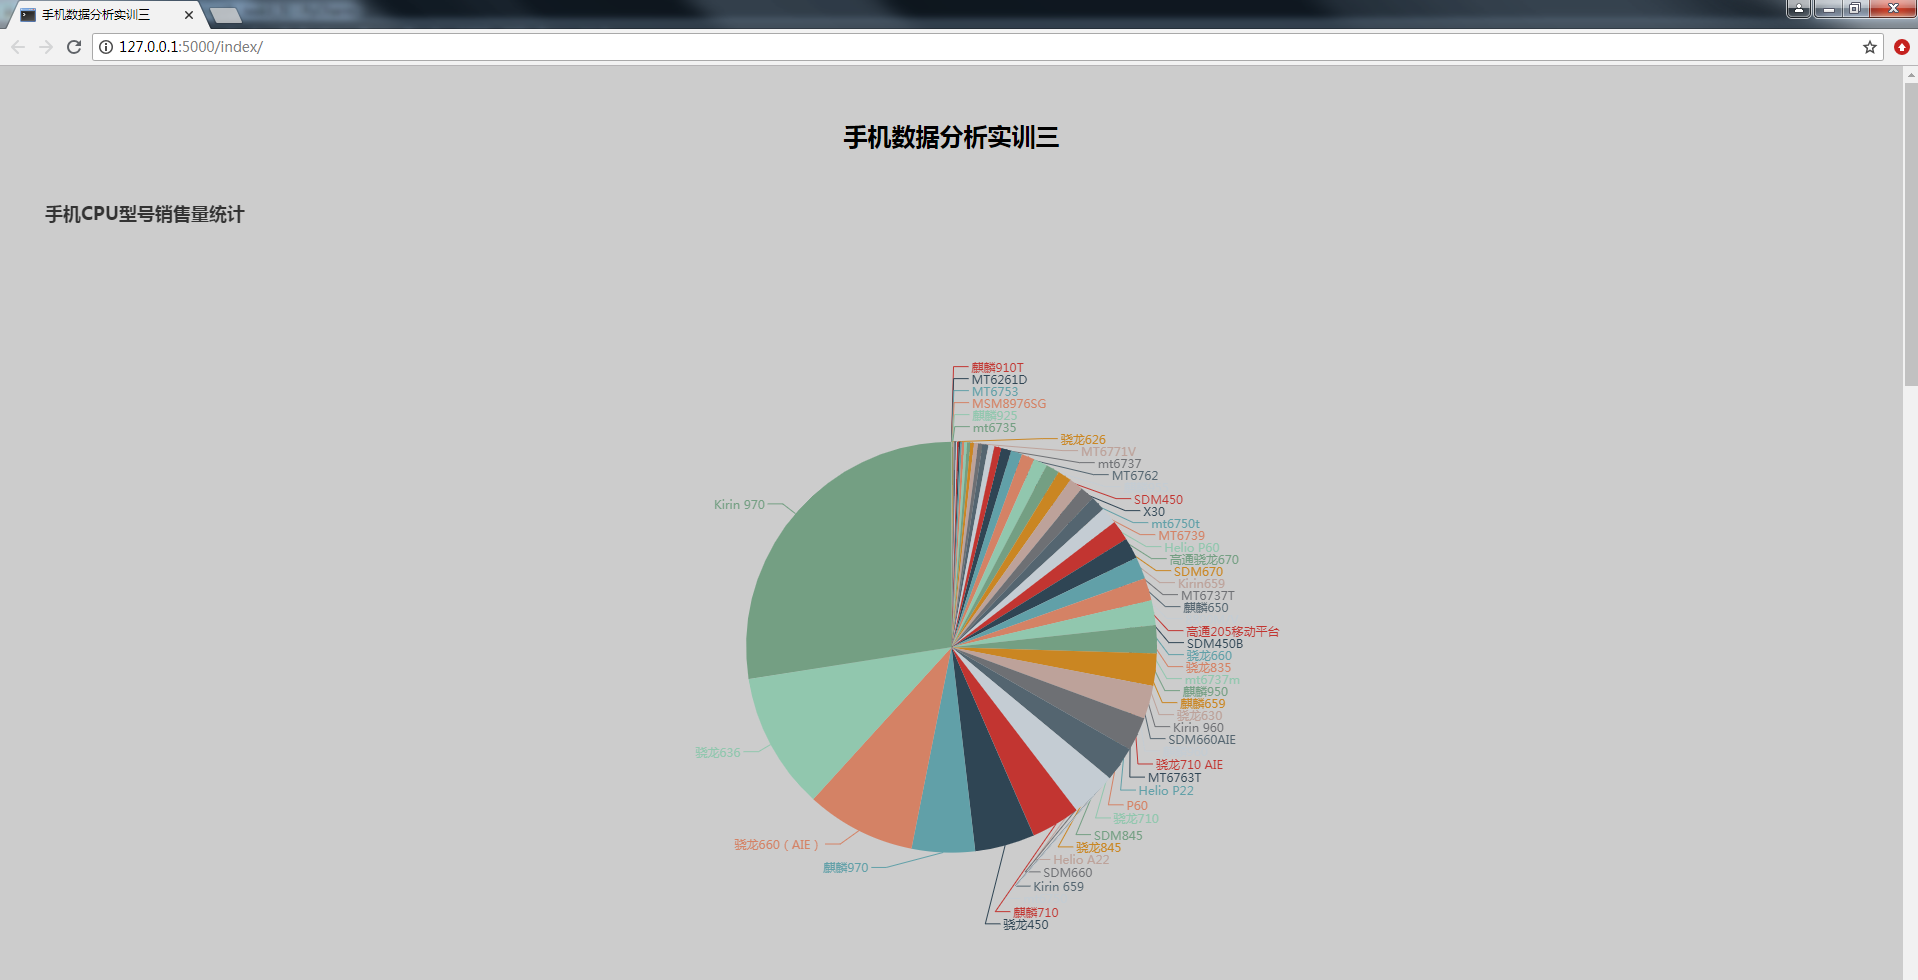 手机数据分析实训三
127.0.0.1:5000/index/
手机数据分析实训三
手机CPU型号销售量统计
麒麟910T
MT6261D
MT6753
MSM8976SG
麒麟925
mt6735
骁龙626
MT6771V
mt6737
MT6762
SDM450
X30
mt6750t
MT6739
Helio P60
高通骁龙670
SDM670
Kirin659
MT6737T
麒麟650
高通205移动平台
SDM450B
骁龙660
骁龙835
mt6737m
麒麟950
麒麟659
骁龙630
Kirin 960
SDM660AIE
骁龙710 AIE
MT6763T
Helio P22
P60
骁龙710
SDM845
骁龙845
Helio A22
SDM660
Kirin 659
麒麟710
骁龙450
麒麟970
骁龙660（AIE）
骁龙636
Kirin 970